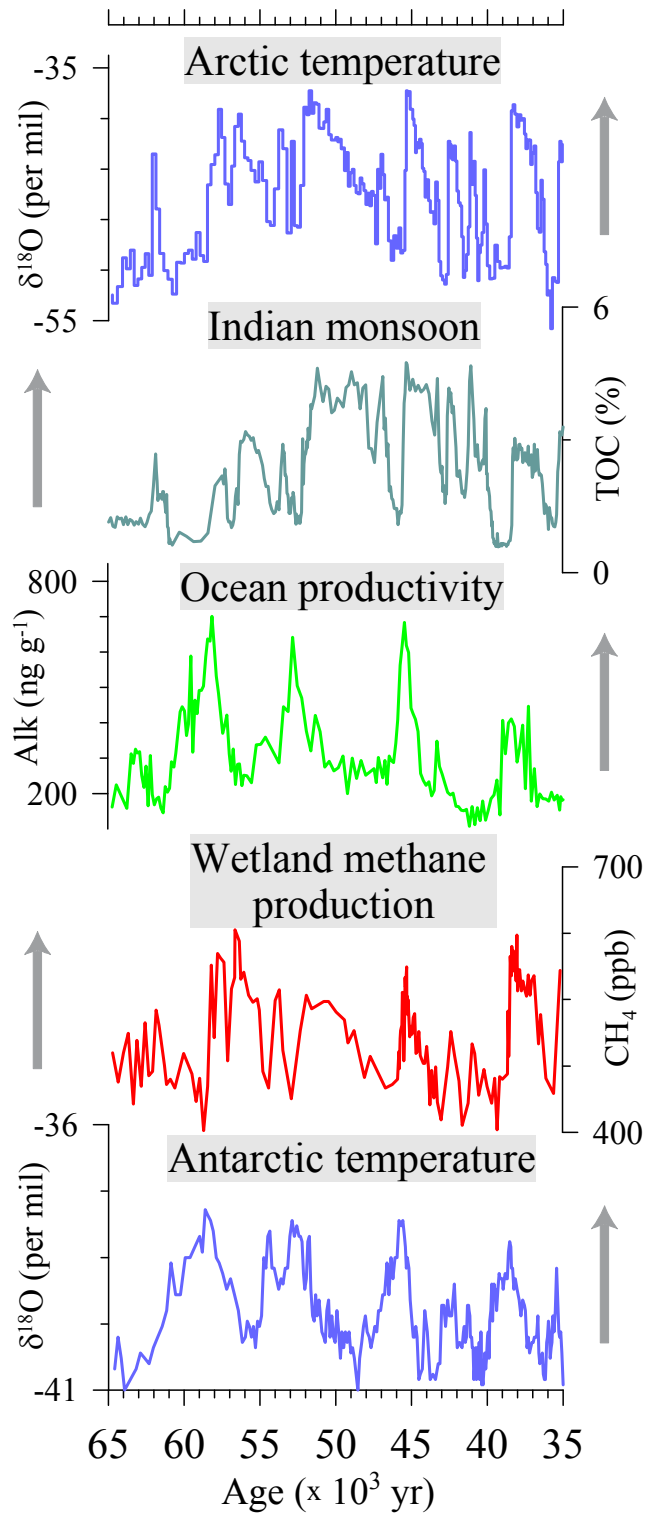 Arctic temperature
-35
δ¹⁸O (per mil)
-55
Indian monsoon
6
TOC (%)
0
Ocean productivity
800
Alk (ng g⁻¹)
200
Wetland methane
production
700
CH₄ (ppb)
400
Antarctic temperature
-36
δ¹⁸O (per mil)
-41
65 60 55 50 45 40 35
Age (x 10³ yr)